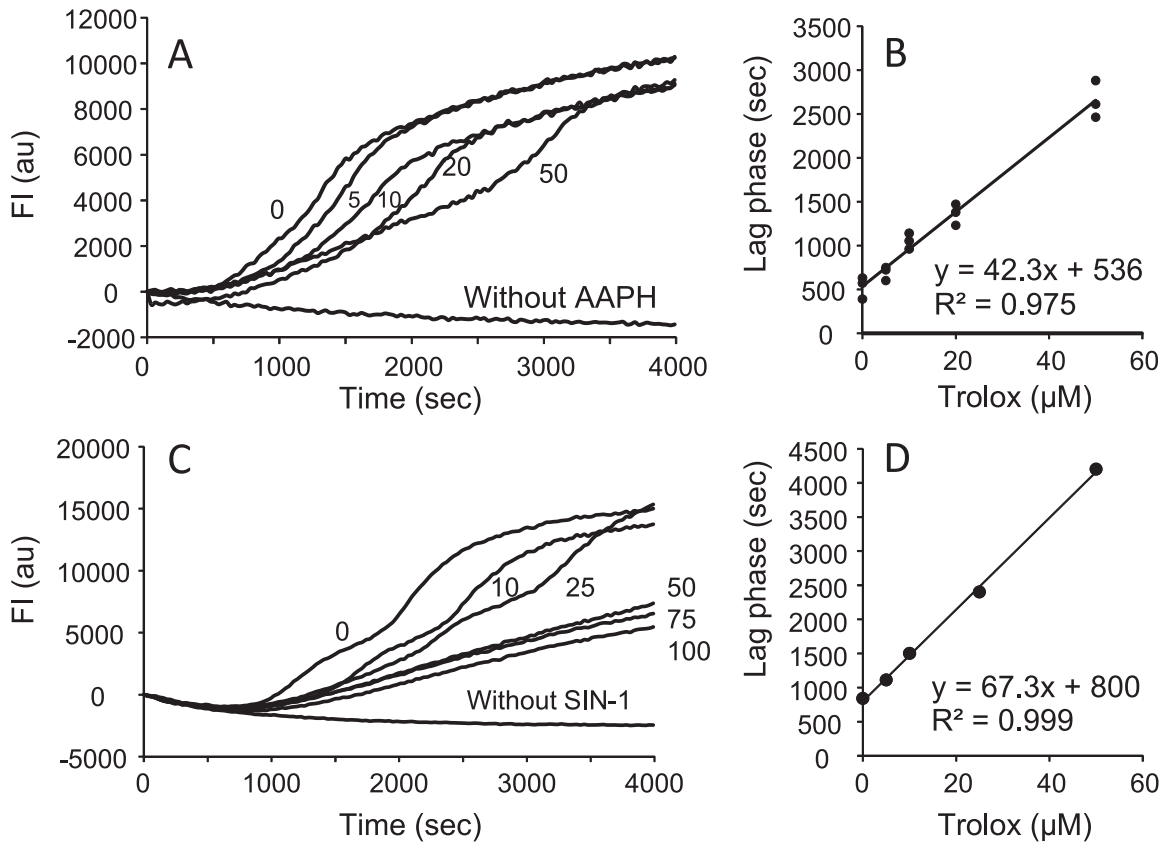 A
FI (au)
12000
10000
8000
6000
4000
2000
0
-2000
0
5
10
20
50
Without AAPH
0 1000 2000 3000 4000
Time (sec)
B
Lag phase (sec)
3500
3000
2500
2000
1500
1000
500
0
y = 42.3x + 536
R² = 0.975
0 20 40 60
Trolox (µM)
C
FI (au)
20000
15000
10000
5000
0
-5000
0
10
25
50
75
100
Without SIN-1
0 1000 2000 3000 4000
Time (sec)
D
Lag phase (sec)
4500
4000
3500
3000
2500
2000
1500
1000
500
0
y = 67.3x + 800
R² = 0.999
0 20 40 60
Trolox (µM)